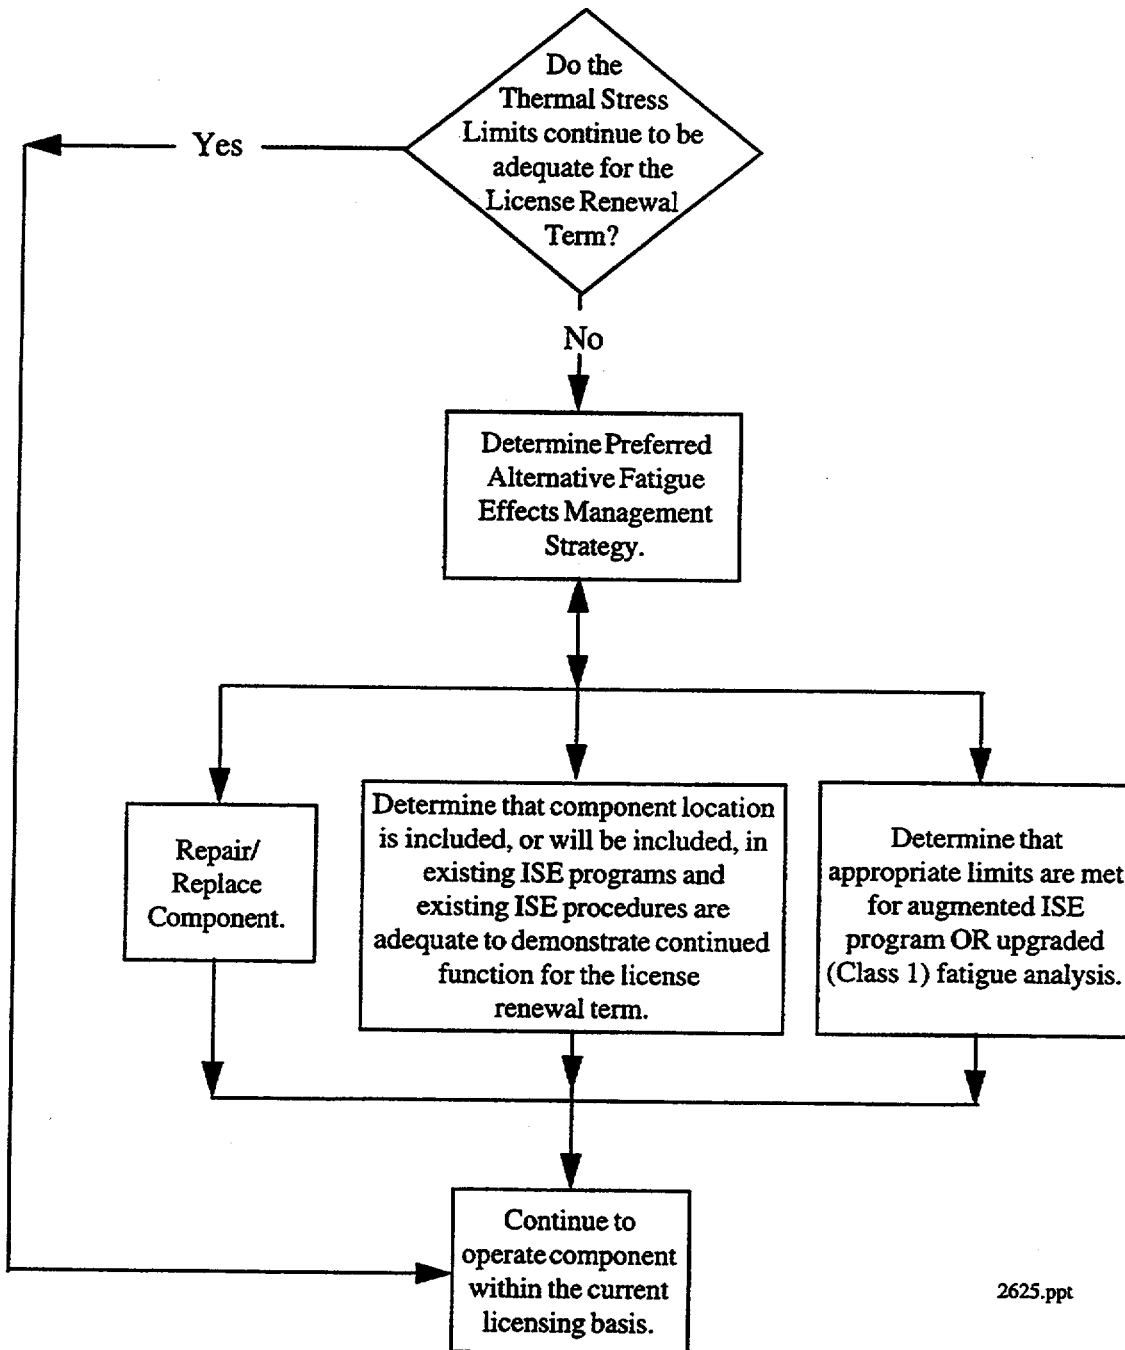 Do the
Thermal Stress
Limits continue to be
adequate for the
License Renewal
Term?
Yes
No
Determine Preferred
Alternative Fatigue
Effects Management
Strategy.
Repair/
Replace
Component.
Determine that component location
is included, or will be included, in
existing ISE programs and
existing ISE procedures are
adequate to demonstrate continued
function for the license
renewal term.
Determine that
appropriate limits are met
for augmented ISE
program OR upgraded
(Class 1) fatigue analysis.
Continue to
operate component
within the current
licensing basis.
2625.ppt